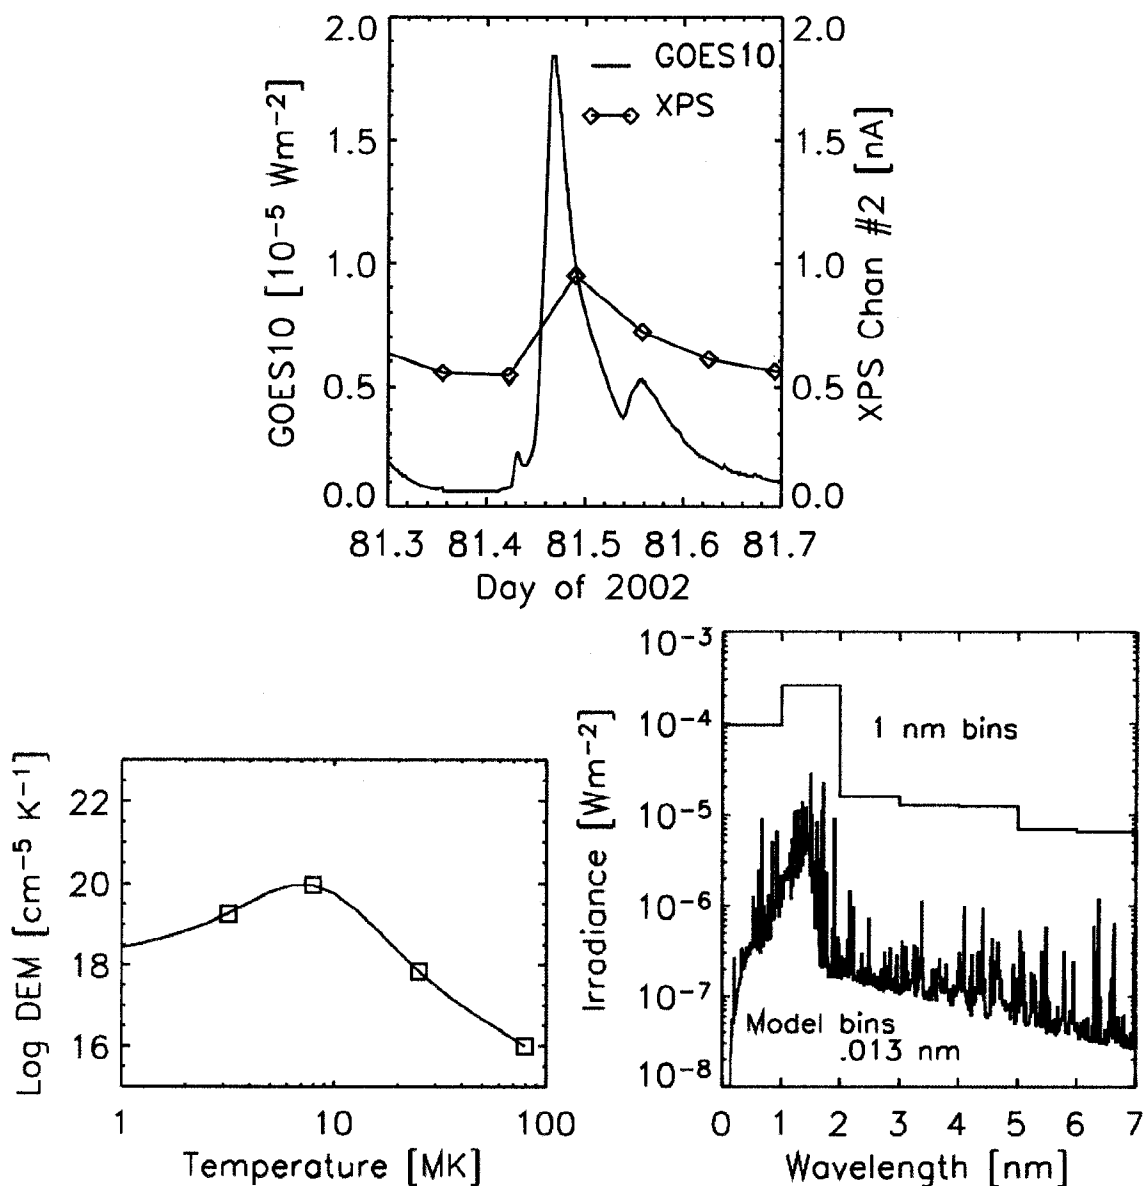 2.0 2.0
GOES10
XPS
1.5 1.5
1.0 1.0
0.5 0.5
0.0 0.0
GOES10 [10⁻⁵ Wm⁻²]
XPS Chan #2 [nA]
81.3 81.4 81.5 81.6 81.7
Day of 2002
22
20
18
16
Log DEM [cm⁻⁵ K⁻¹]
1 10 100
Temperature [MK]
10⁻³
10⁻⁴
10⁻⁵
10⁻⁶
10⁻⁷
10⁻⁸
Irradiance [Wm⁻²]
1 nm bins
Model bins
.013 nm
0 1 2 3 4 5 6 7
Wavelength [nm]